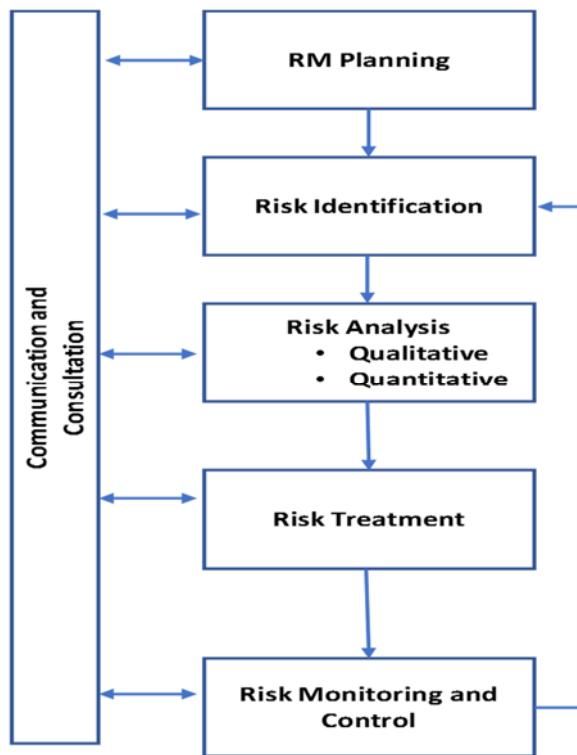 RM Planning
Risk Identification
Risk Analysis
• Qualitative
• Quantitative
Risk Treatment
Risk Monitoring and
Control
Communication and
Consultation